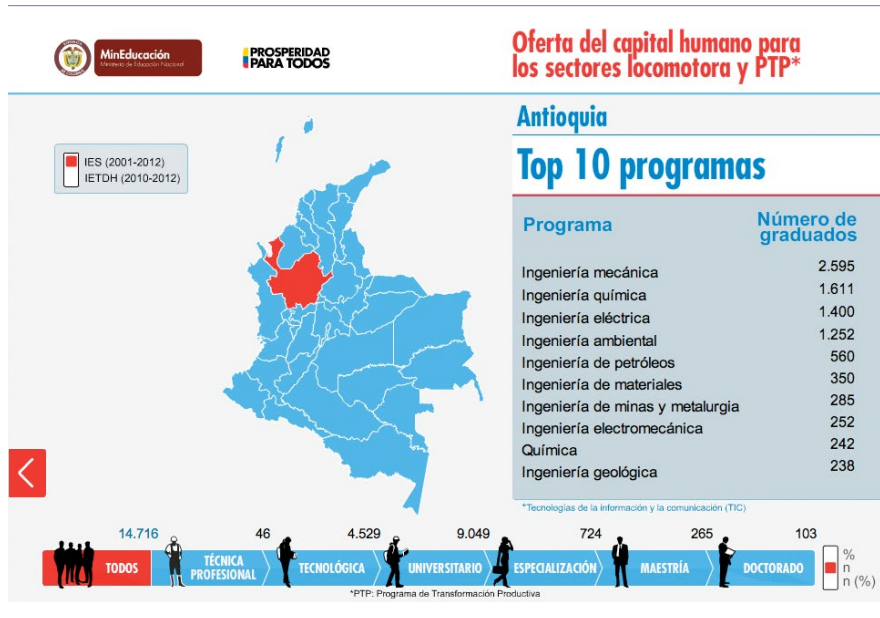 MinEducación
Ministerio de Educación Nacional
PROSPERIDAD
PARA TODOS
Oferta del capital humano para
los sectores locomotora y PTP*
IES (2001-2012)
IETDH (2010-2012)
Antioquia
Top 10 programas
Programa Número de graduados
Ingeniería mecánica 2.595
Ingeniería química 1.611
Ingeniería eléctrica 1.400
Ingeniería ambiental 1.252
Ingeniería de petróleos 560
Ingeniería de materiales 350
Ingeniería de minas y metalurgia 285
Ingeniería electromecánica 252
Química 242
Ingeniería geológica 238
*Tecnologías de la información y la comunicación (TIC)
14.716 46 4.529 9.049 724 265 103
TODOS TÉCNICA PROFESIONAL TECNOLÓGICA UNIVERSITARIO ESPECIALIZACIÓN MAESTRÍA DOCTORADO
%
n
n (%)
*PTP: Programa de Transformación Productiva